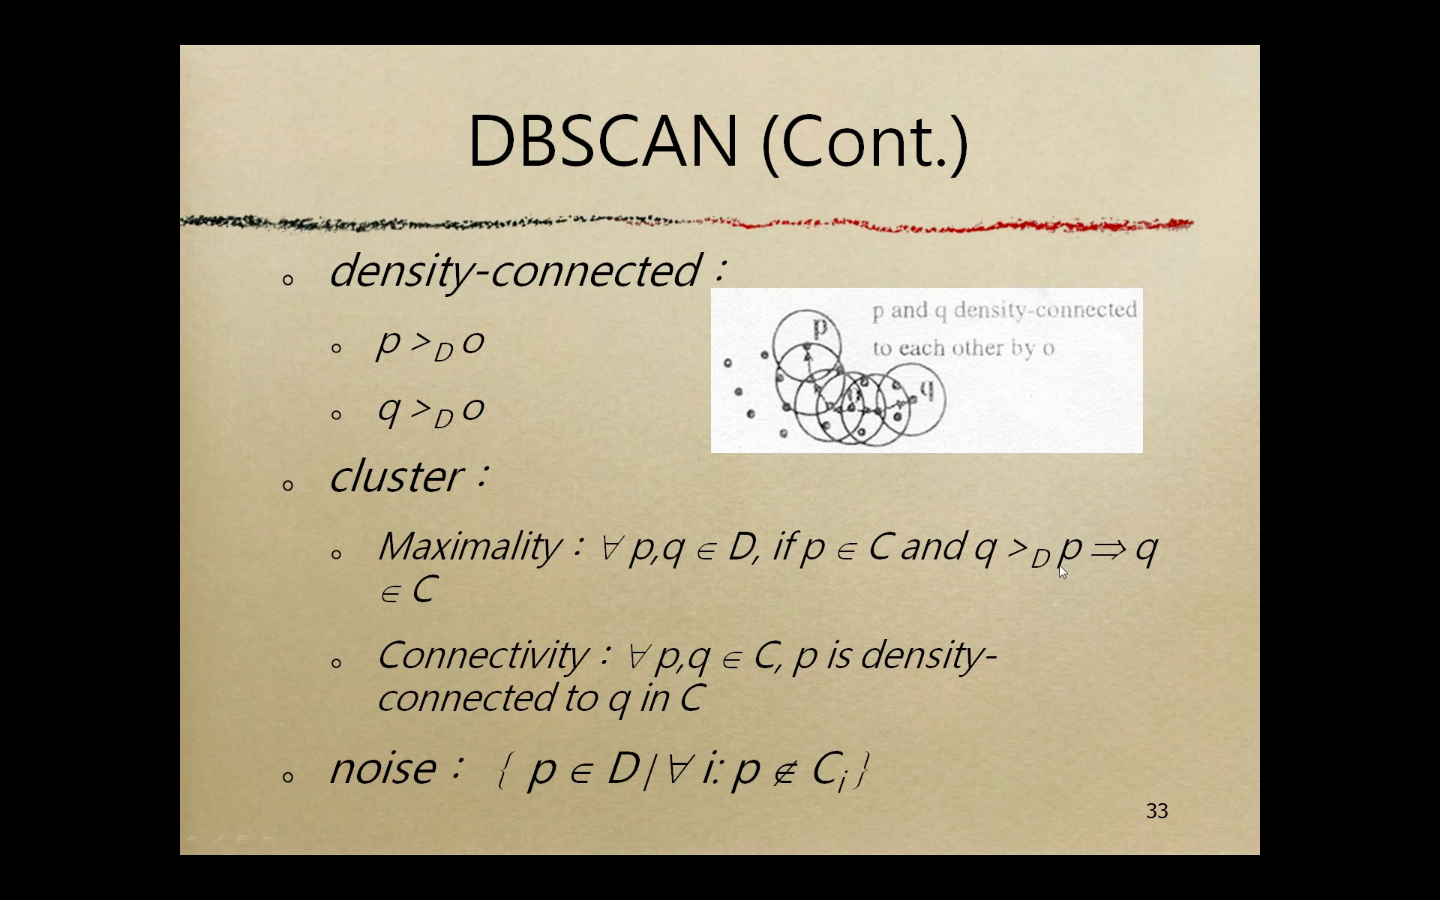 DBSCAN (Cont.)
density-connected：
p >D o
p and q density-connected
to each other by o
p
o
q
q >D o
cluster：
Maximality：∀ p,q ∈ D, if p ∈ C and q >D p ⇒ q
∈ C
Connectivity：∀ p,q ∈ C, p is density-
connected to q in C
noise：{ p ∈ D | ∀ i: p ∉ Ci }
33